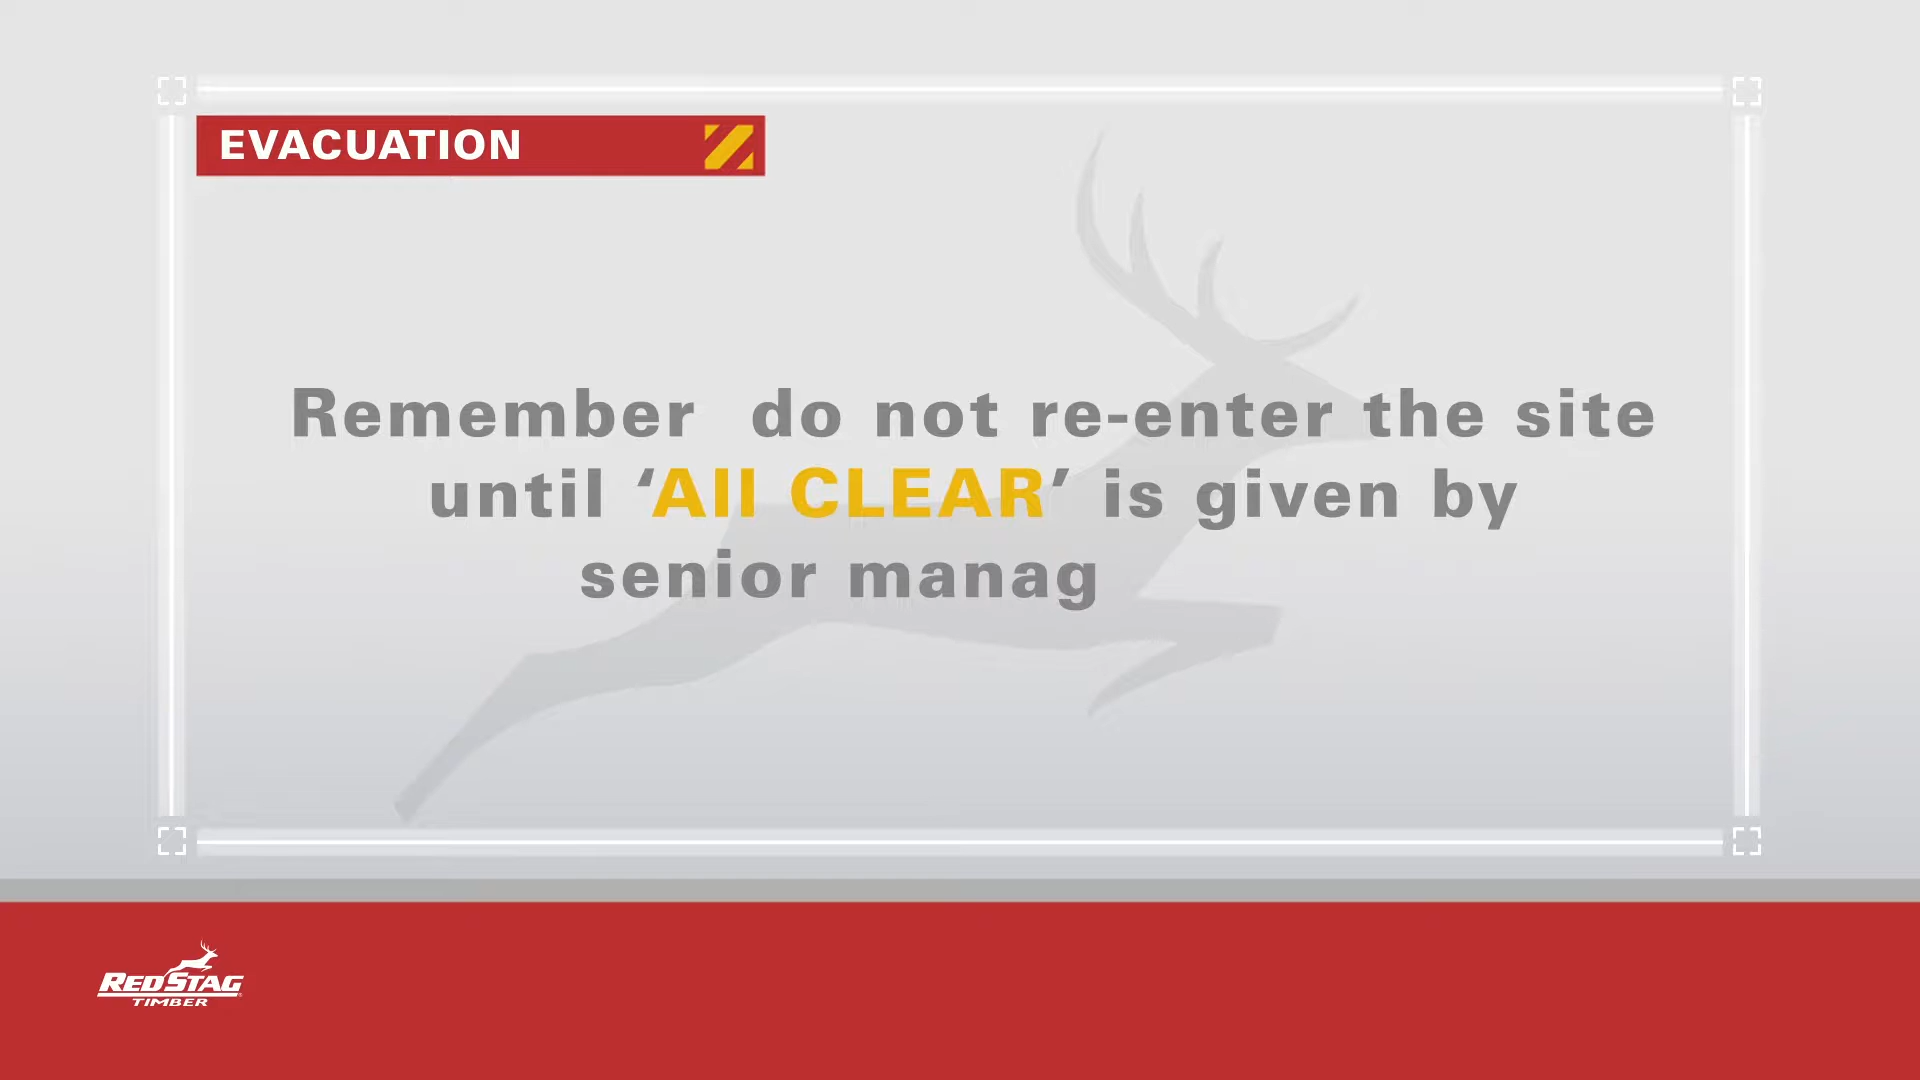 EVACUATION
Remember  do not re-enter the site
until ‘All CLEAR’ is given by
senior manag
RED STAG
TIMBER